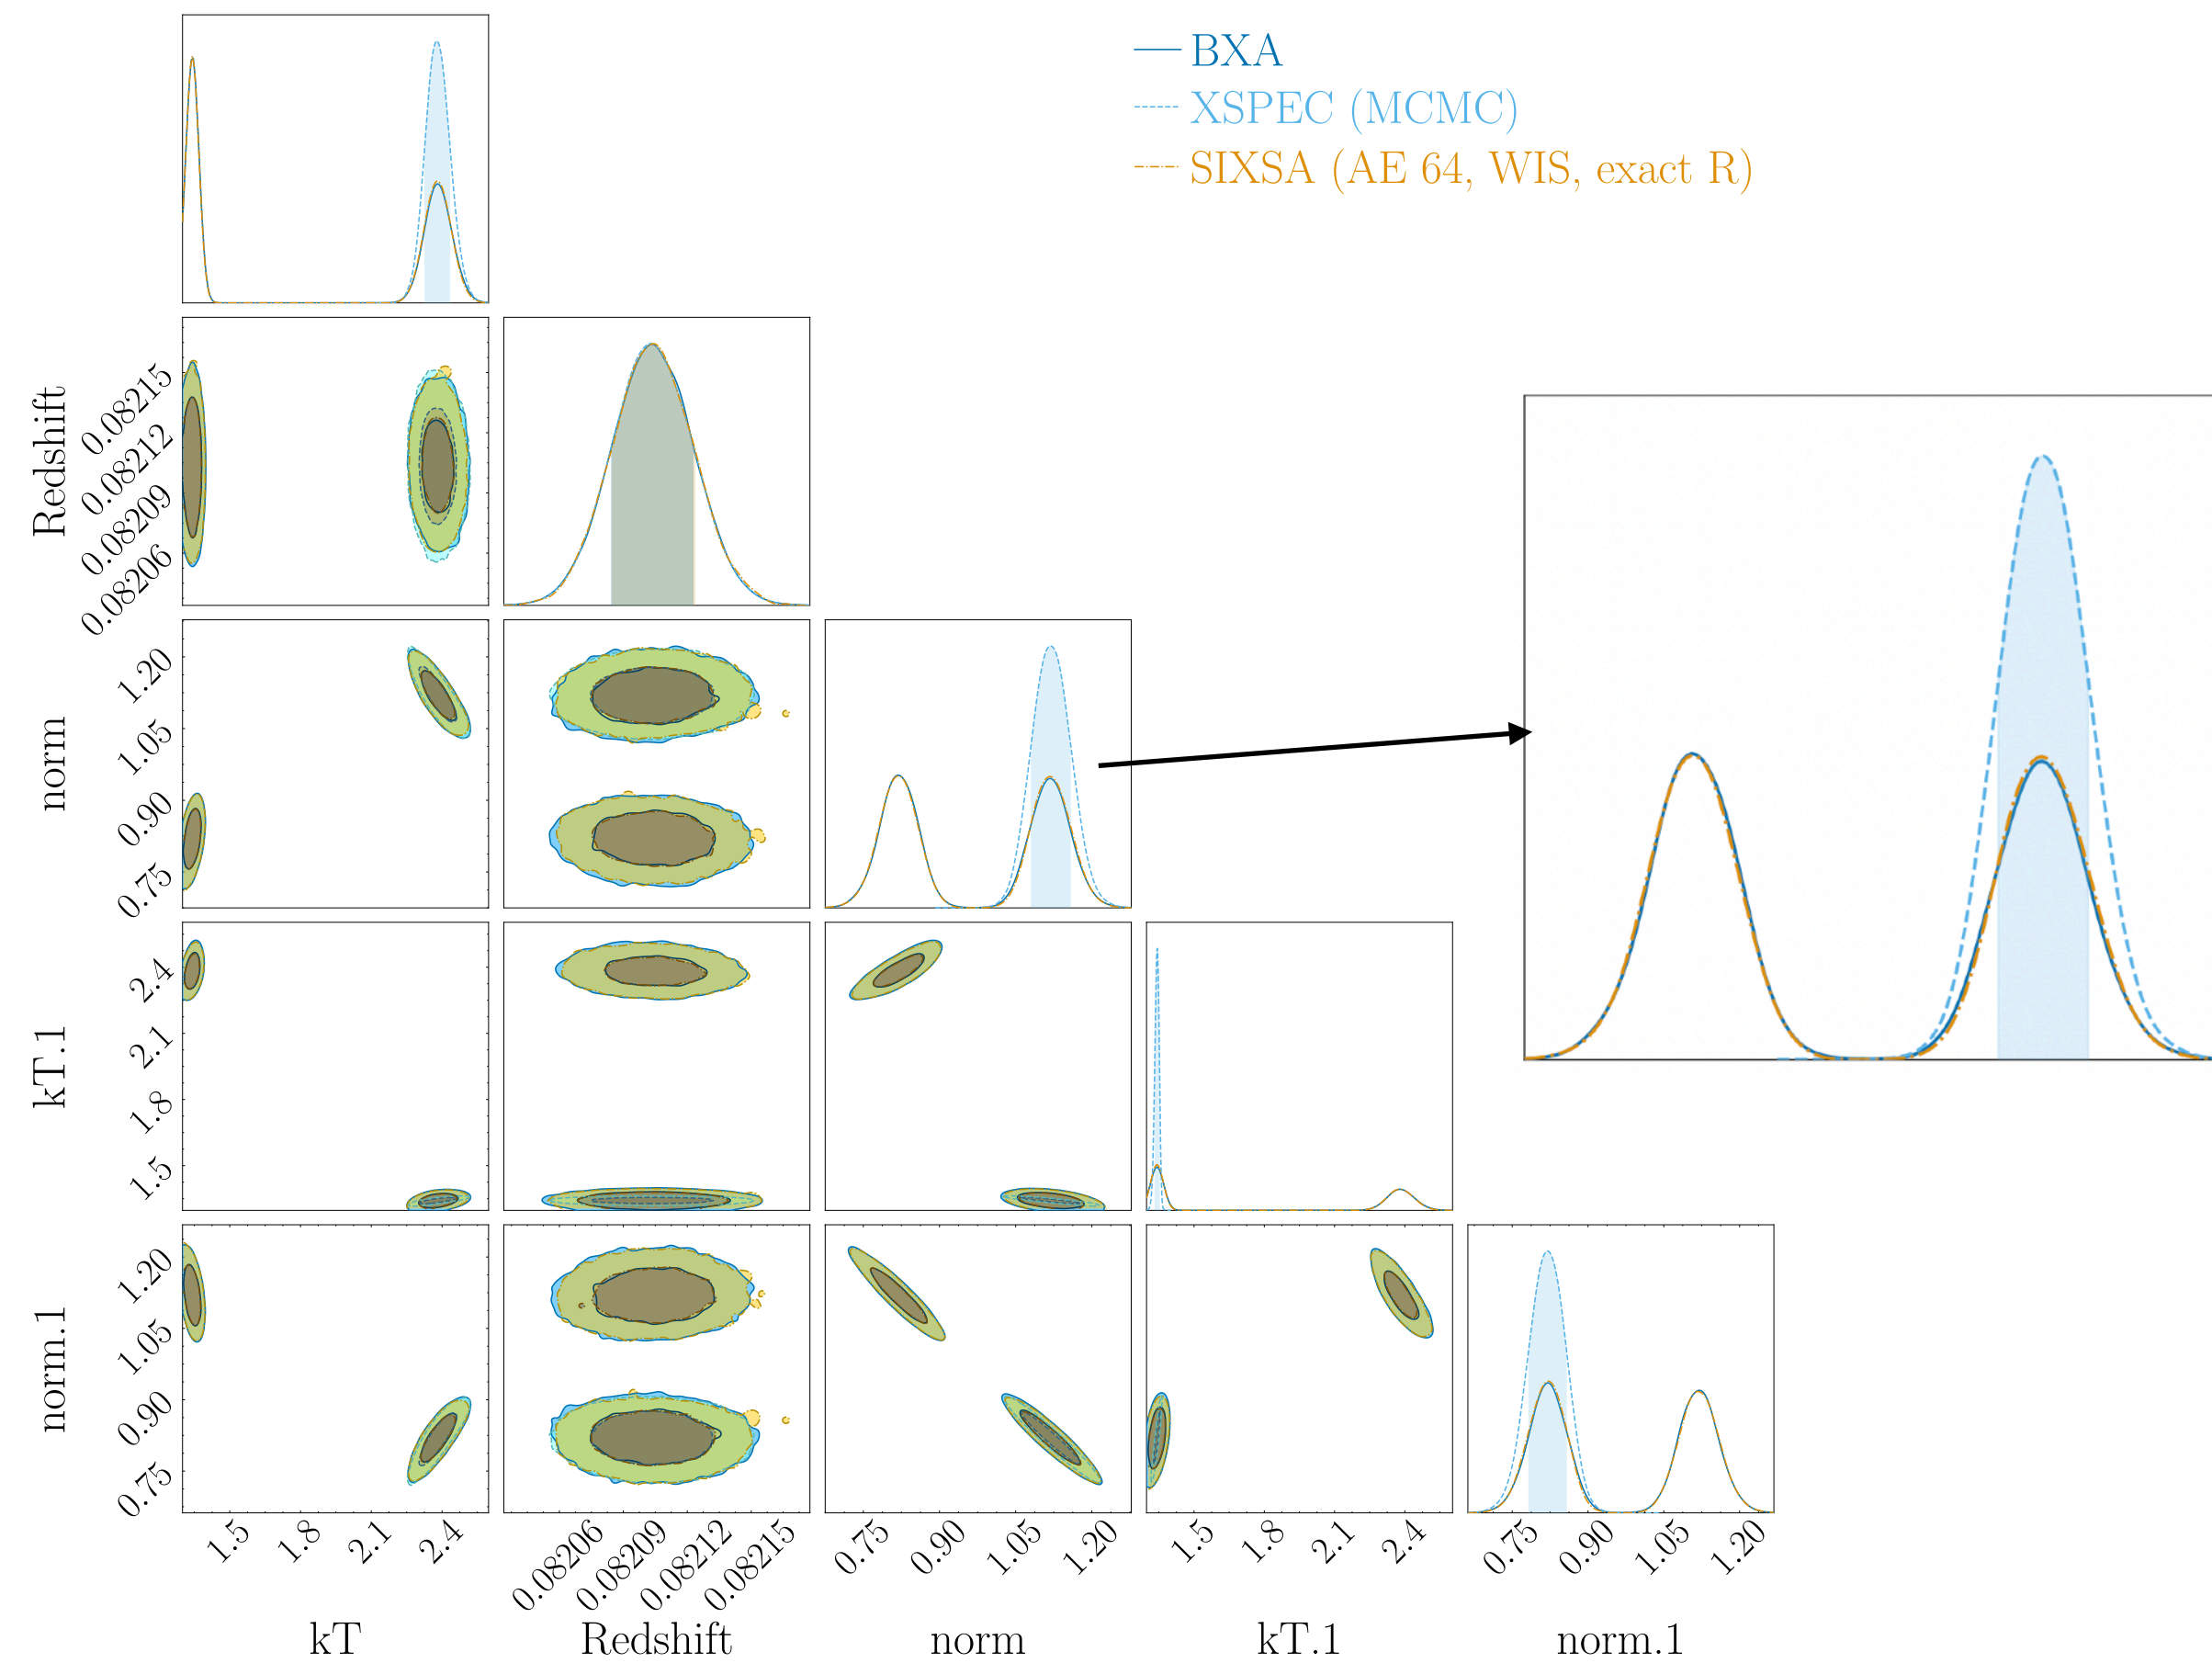 BXA
XSPEC (MCMC)
SIXSA (AE 64, WIS, exact R)
Redshift
0.08215
0.08212
0.08209
0.08206
norm
1.20
1.05
0.90
0.75
kT.1
2.4
2.1
1.8
1.5
norm.1
1.20
1.05
0.90
0.75
1.5 1.8 2.1 2.4
0.08206 0.08209 0.08212 0.08215
0.75 0.90 1.05 1.20
1.5 1.8 2.1 2.4
0.75 0.90 1.05 1.20
kT Redshift norm kT.1 norm.1